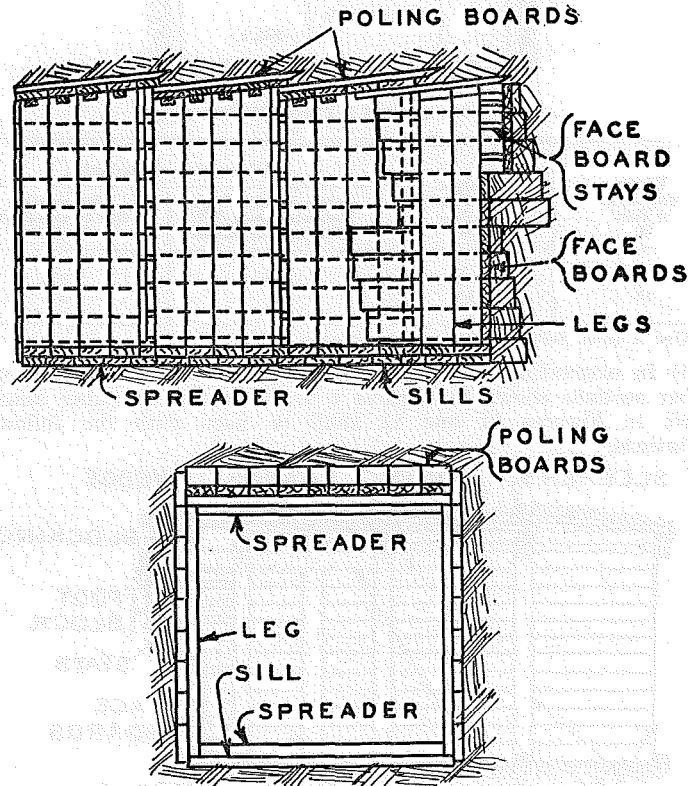 POLING BOARDS
FACE
BOARD
STAYS
FACE
BOARDS
LEGS
SPREADER
SILLS
POLING
BOARDS
SPREADER
LEG
SILL
SPREADER